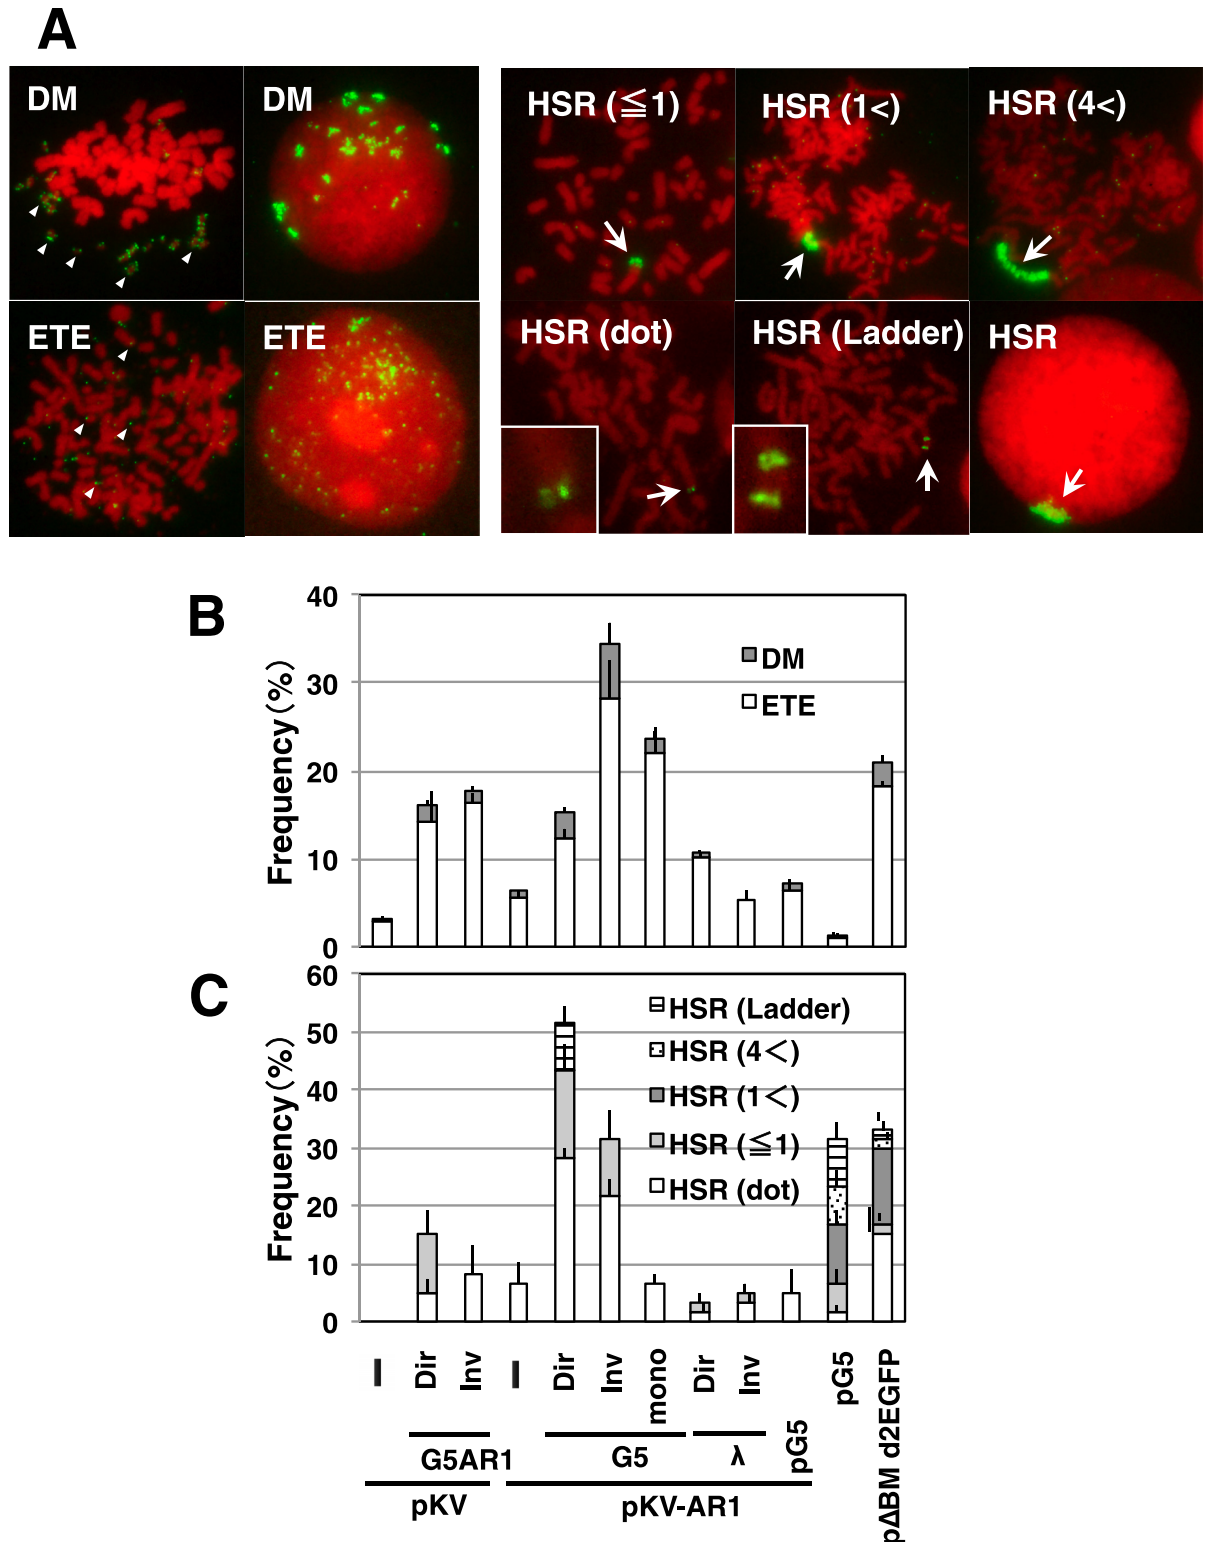 A
DM
DM
HSR (≦1)
HSR (1<)
HSR (4<)
ETE
ETE
HSR (dot)
HSR (Ladder)
HSR
B
Frequency(%)
40
30
20
10
0
DM
ETE
C
Frequency(%)
60
50
40
30
20
10
0
HSR (Ladder)
HSR (4<)
HSR (1<)
HSR (≦1)
HSR (dot)
I
Dir
Inv
I
Dir
Inv
mono
Dir
Inv
pG5
pG5
pΔBM d2EGFP
G5AR1
G5
λ
pKV
pKV-AR1